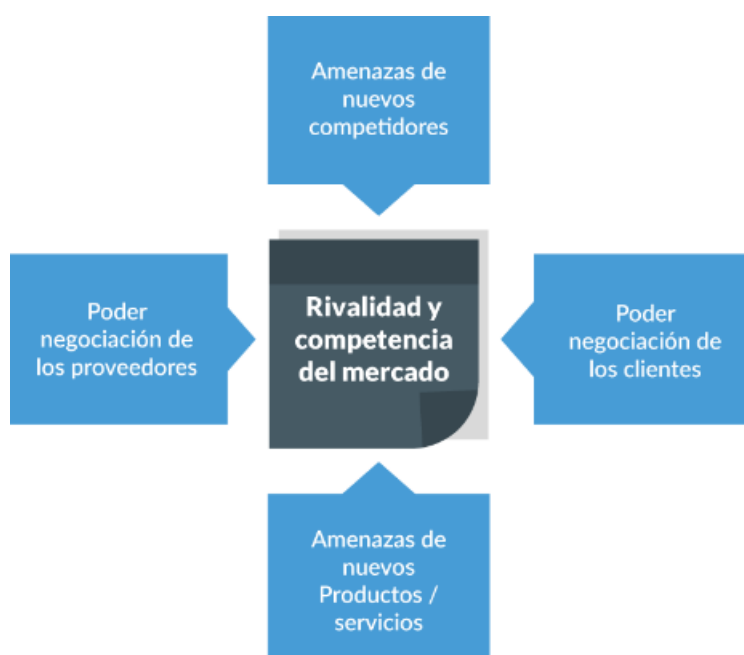 Amenazas de
nuevos
competidores
Poder
negociación de
los proveedores
Rivalidad y
competencia
del mercado
Poder
negociación de
los clientes
Amenazas de
nuevos
Productos /
servicios